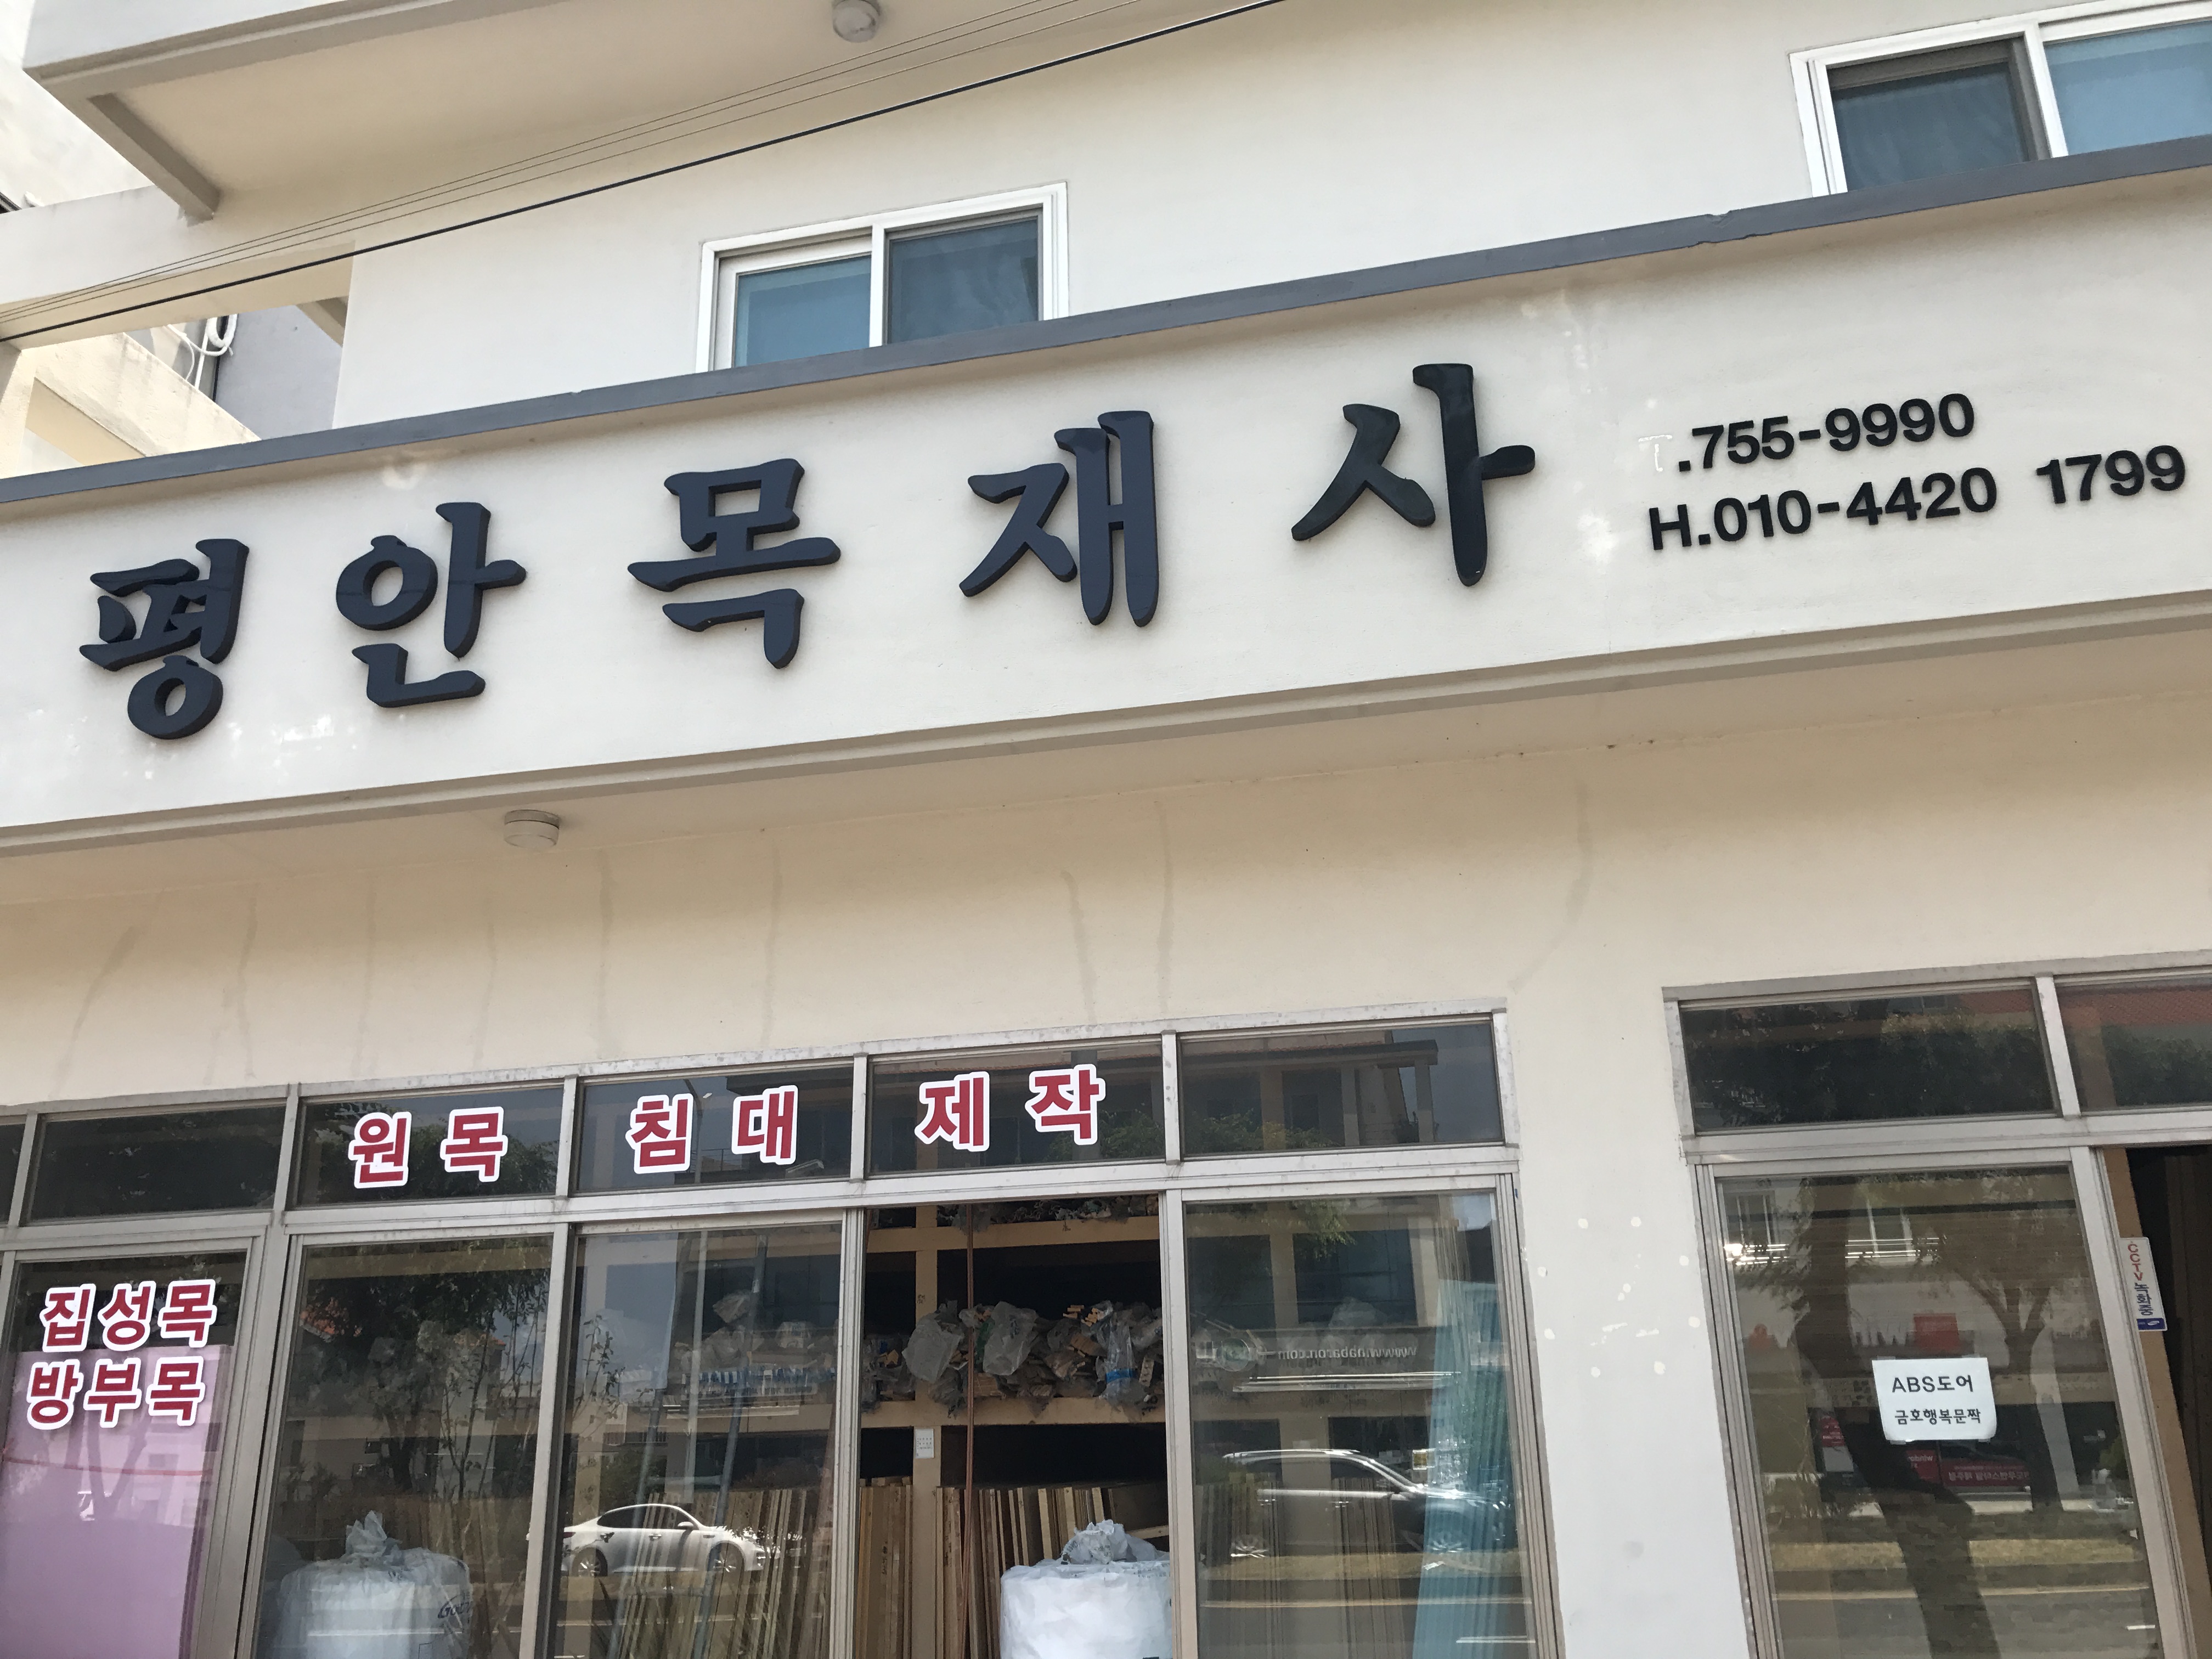 평안목재사
T.755-9990
H.010-4420 1799
원목 침대 제작
집성목
방부목
ABS도어
금호행복문짝
CCTV녹화중